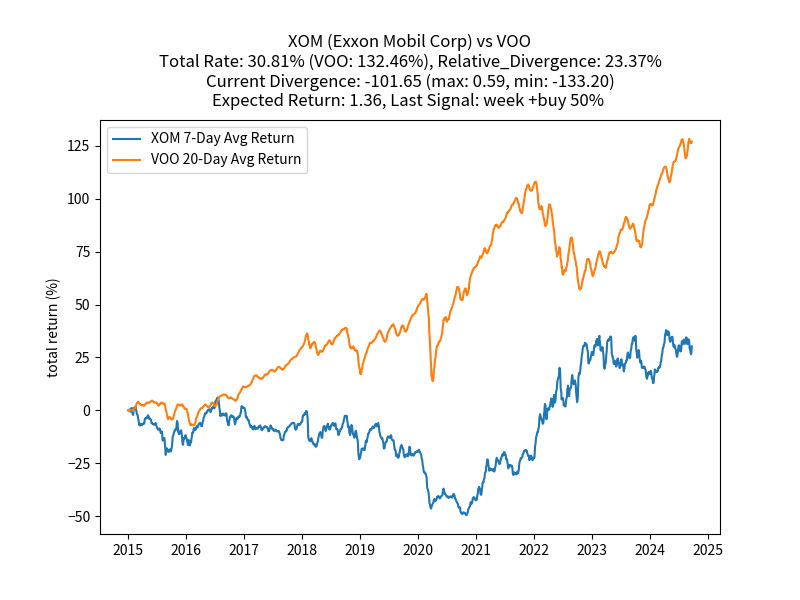 XOM (Exxon Mobil Corp) vs VOO
Total Rate: 30.81% (VOO: 132.46%), Relative_Divergence: 23.37%
Current Divergence: -101.65 (max: 0.59, min: -133.20)
Expected Return: 1.36, Last Signal: week +buy 50%
XOM 7-Day Avg Return
VOO 20-Day Avg Return
total return (%)
125
100
75
50
25
0
−25
−50
2015 2016 2017 2018 2019 2020 2021 2022 2023 2024 2025